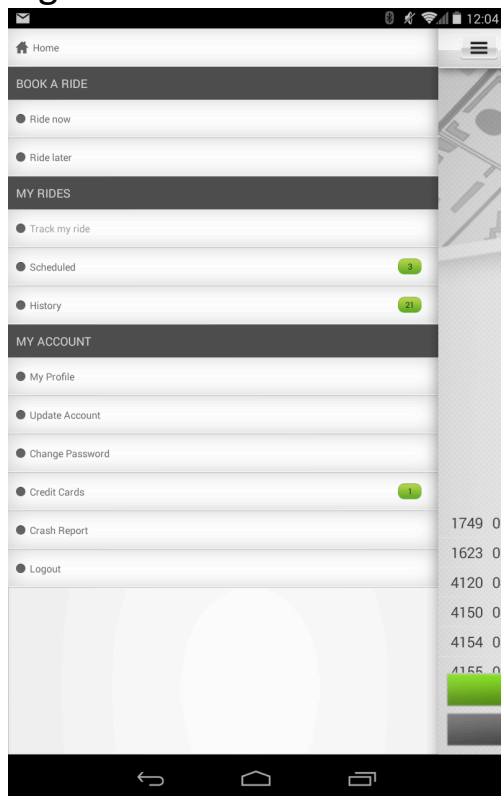 12:04
Home
BOOK A RIDE
Ride now
Ride later
MY RIDES
Track my ride
Scheduled 3
History 21
MY ACCOUNT
My Profile
Update Account
Change Password
Credit Cards 1
Crash Report
Logout
1749 0
1623 0
4120 0
4150 0
4154 0
4155 0